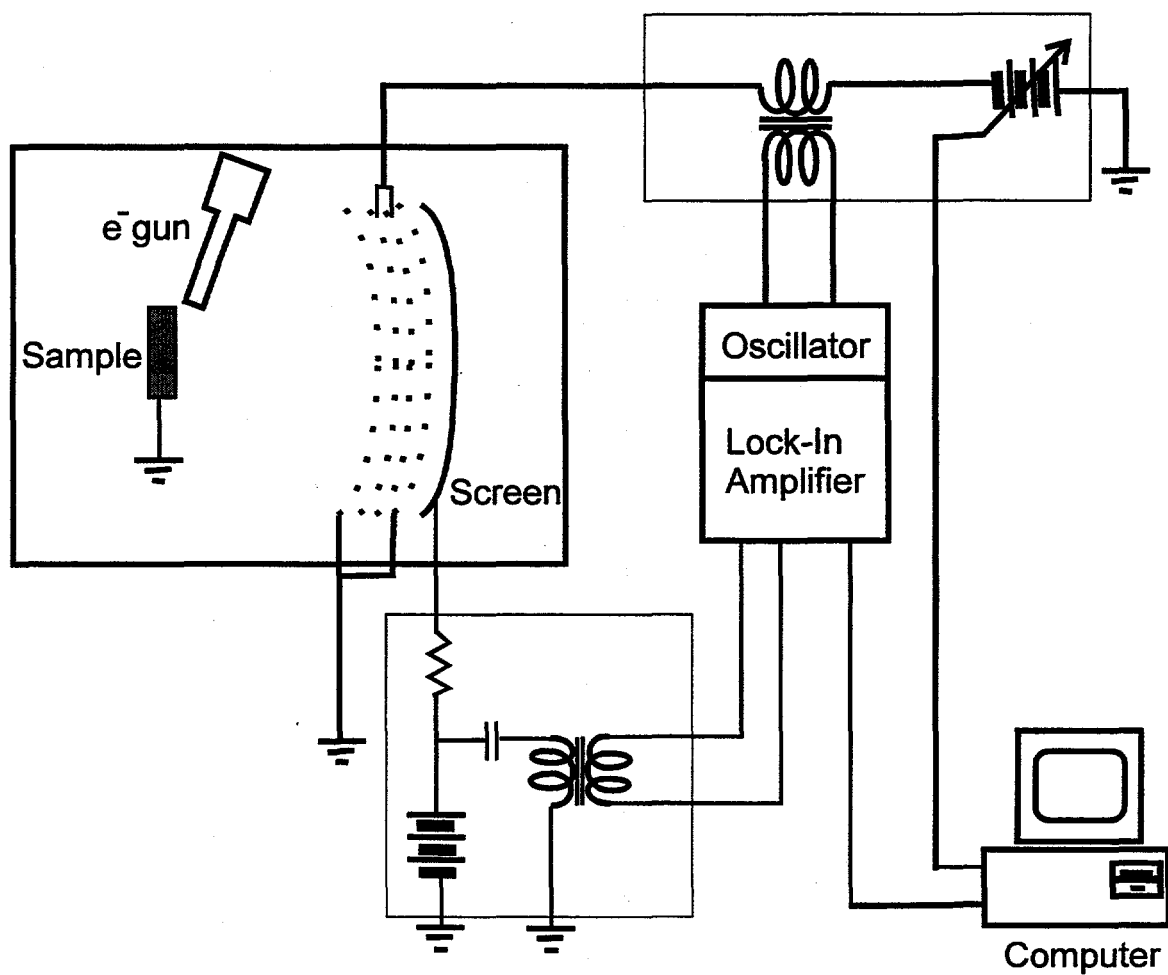 e⁻ gun
Sample
Screen
Oscillator
Lock-In
Amplifier
Computer